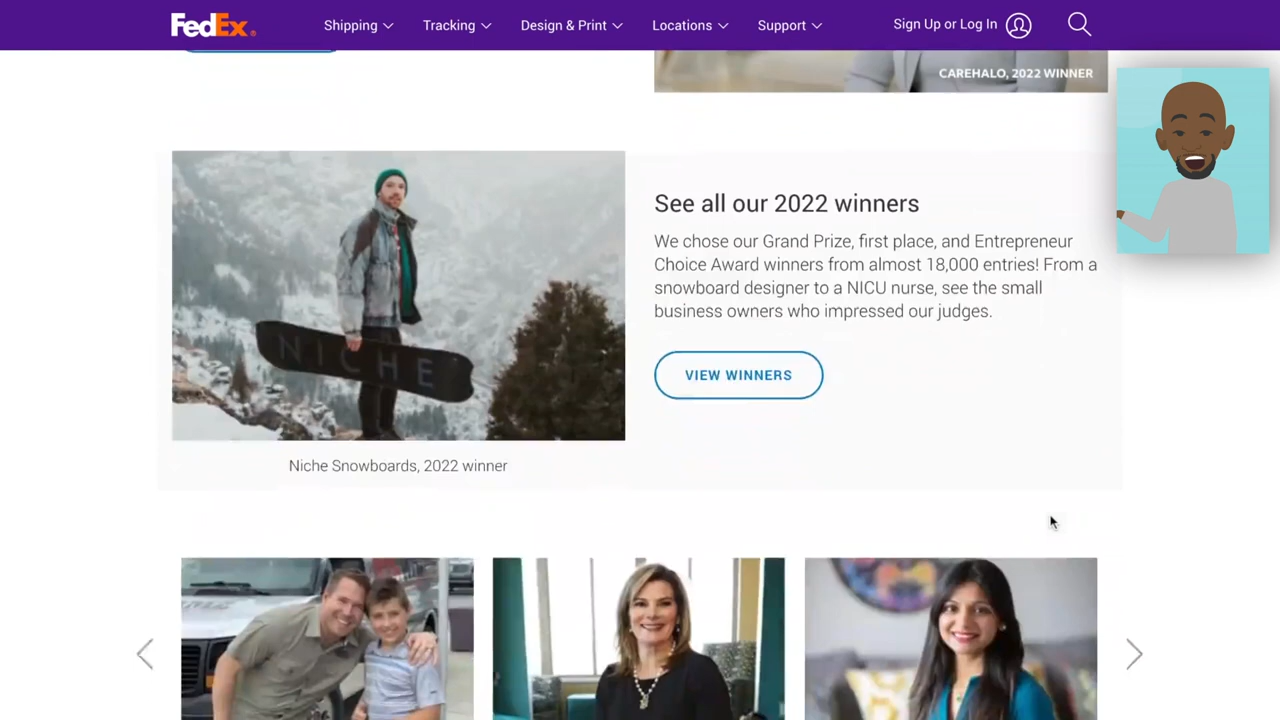 FedEx
Shipping
Tracking
Design & Print
Locations
Support
Sign Up or Log In
CAREHALO, 2022 WINNER
NICHE
See all our 2022 winners
We chose our Grand Prize, first place, and Entrepreneur
Choice Award winners from almost 18,000 entries! From a
snowboard designer to a NICU nurse, see the small
business owners who impressed our judges.
VIEW WINNERS
Niche Snowboards, 2022 winner